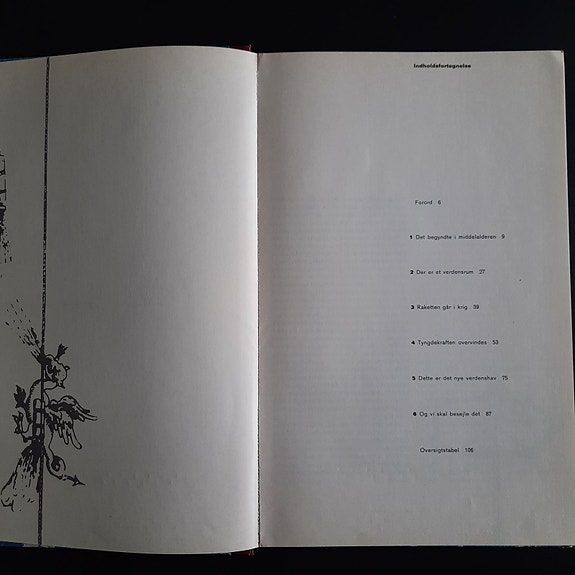 Indholdsfortegnelse
Forord 6
1 Det begyndte i middelalderen 9
2 Der er et verdensrum 27
3 Raketten går i krig 39
4 Tyngdekraften overvindes 53
5 Dette er det nye verdenshav 75
6 Og vi skal besejle det 87
Oversigtstabel 106